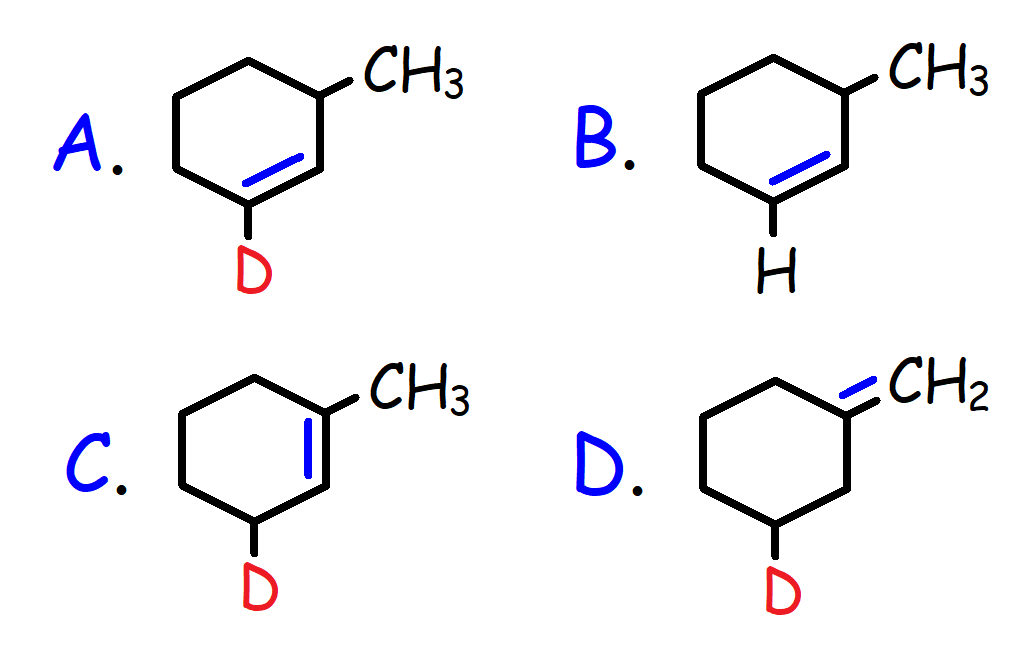 A. CH3
D
B. CH3
H
C. CH3
D
D. CH2
D